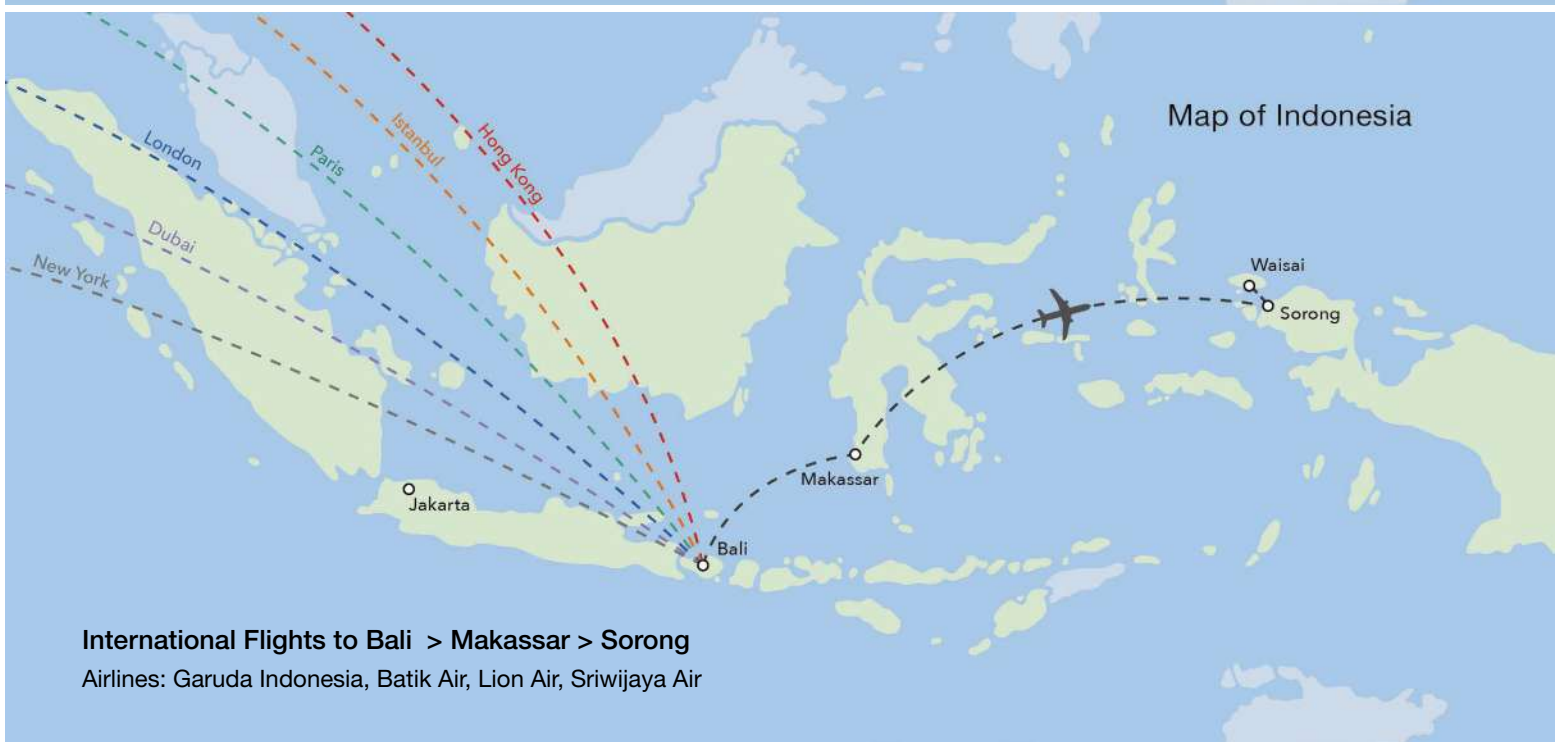 Map of Indonesia
London
Paris
Istanbul
Hong Kong
Dubai
New York
Waisai
Sorong
Makassar
Jakarta
Bali
International Flights to Bali > Makassar > Sorong
Airlines: Garuda Indonesia, Batik Air, Lion Air, Sriwijaya Air